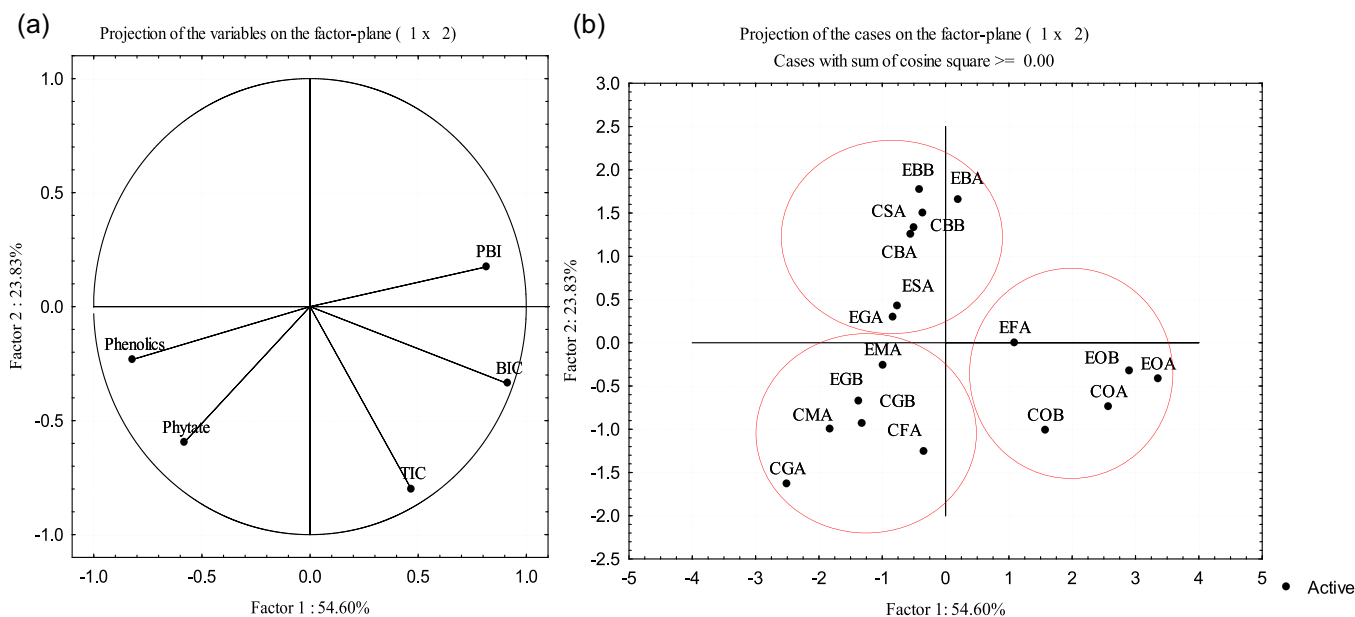 (a)
Projection of the variables on the factor-plane ( 1 x 2)
1.0
0.5
0.0
-0.5
-1.0
Factor 2 : 23.83%
PBI
Phenolics
BIC
Phytate
TIC
-1.0 -0.5 0.0 0.5 1.0
Factor 1 : 54.60%
(b)
Projection of the cases on the factor-plane ( 1 x 2)
Cases with sum of cosine square >= 0.00
3.0
2.5
2.0
1.5
1.0
0.5
0.0
-0.5
-1.0
-1.5
-2.0
-2.5
Factor 2: 23.83%
EBB
EBA
CSA
CBB
CBA
ESA
EGA
EFA
EMA
EOB
EOA
EGB
CGB
COA
CMA
CFA
COB
CGA
-5 -4 -3 -2 -1 0 1 2 3 4 5
Factor 1: 54.60%
Active